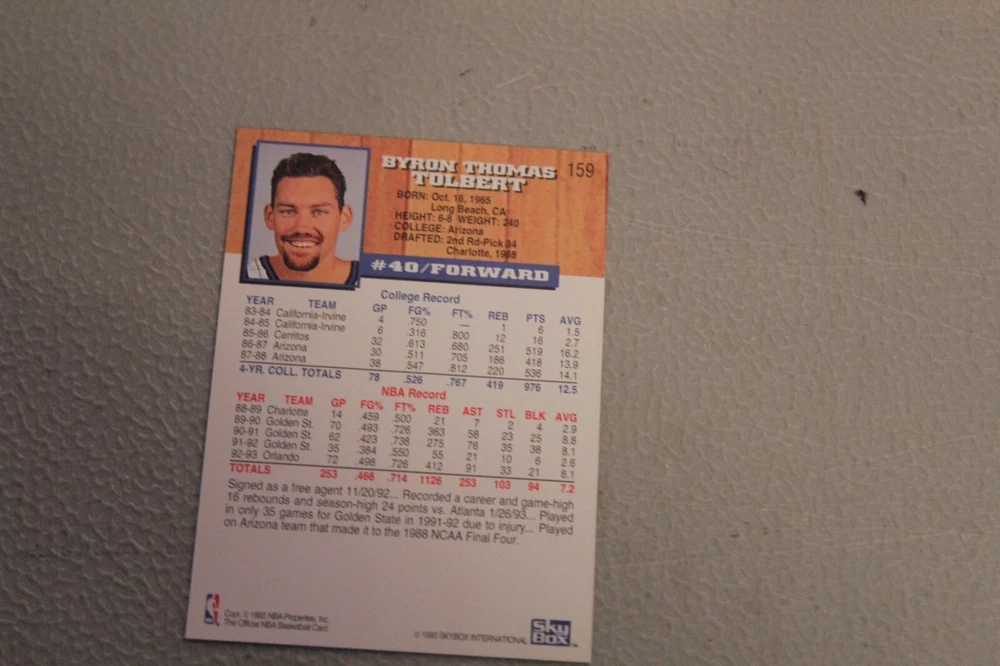 BYRON THOMAS
TOLBERT
159
BORN: Oct. 16, 1965
Long Beach, CA
HEIGHT: 6-8 WEIGHT: 240
COLLEGE: Arizona
DRAFTED: 2nd Rd-Pick 34
Charlotte, 1988
#40/FORWARD
College Record
YEAR TEAM GP FG% FT% REB PTS AVG
83-84 California-Irvine 4 .750 — 1 6 1.5
84-85 California-Irvine 6 .316 .800 12 16 2.7
85-86 Cerritos 32 .613 .680 251 519 16.2
86-87 Arizona 30 .511 .705 186 418 13.9
87-88 Arizona 38 .547 .812 220 536 14.1
4-YR. COLL. TOTALS 78 .526 .767 419 976 12.5
NBA Record
YEAR TEAM GP FG% FT% REB AST STL BLK AVG
88-89 Charlotte 14 .459 .500 21 7 2 4 2.9
89-90 Golden St. 70 .493 .726 363 58 23 25 8.8
90-91 Golden St. 62 .423 .738 275 76 35 38 8.1
91-92 Golden St. 35 .384 .550 55 21 10 6 2.6
92-93 Orlando 72 .498 .726 412 91 33 21 8.1
TOTALS 253 .466 .714 1126 253 103 94 7.2
Signed as a free agent 11/20/92... Recorded a career and game-high
16 rebounds and season-high 24 points vs. Atlanta 1/26/93... Played
in only 35 games for Golden State in 1991-92 due to injury... Played
on Arizona team that made it to the 1988 NCAA Final Four.
Copr. © 1993 NBA Properties, Inc.
The Official NBA Basketball Card
© 1993 SKYBOX INTERNATIONAL
SkyBox